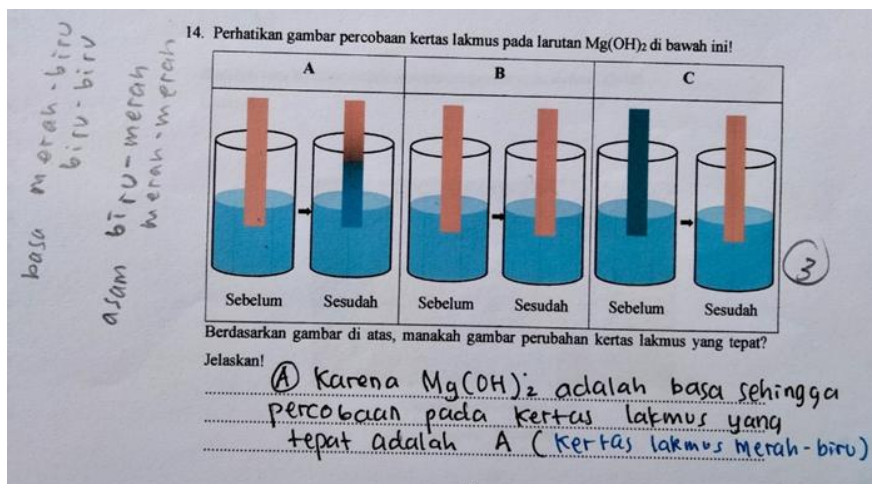 basa merah-biru
biru-biru
asam biru-merah
merah-merah
14. Perhatikan gambar percobaan kertas lakmus pada larutan Mg(OH)₂ di bawah ini!
A B C
Sebelum Sesudah Sebelum Sesudah Sebelum Sesudah
3
Berdasarkan gambar di atas, manakah gambar perubahan kertas lakmus yang tepat?
Jelaskan!
A Karena Mg(OH)₂ adalah basa sehingga
percobaan pada kertas lakmus yang
tepat adalah A (kertas lakmus merah-biru)